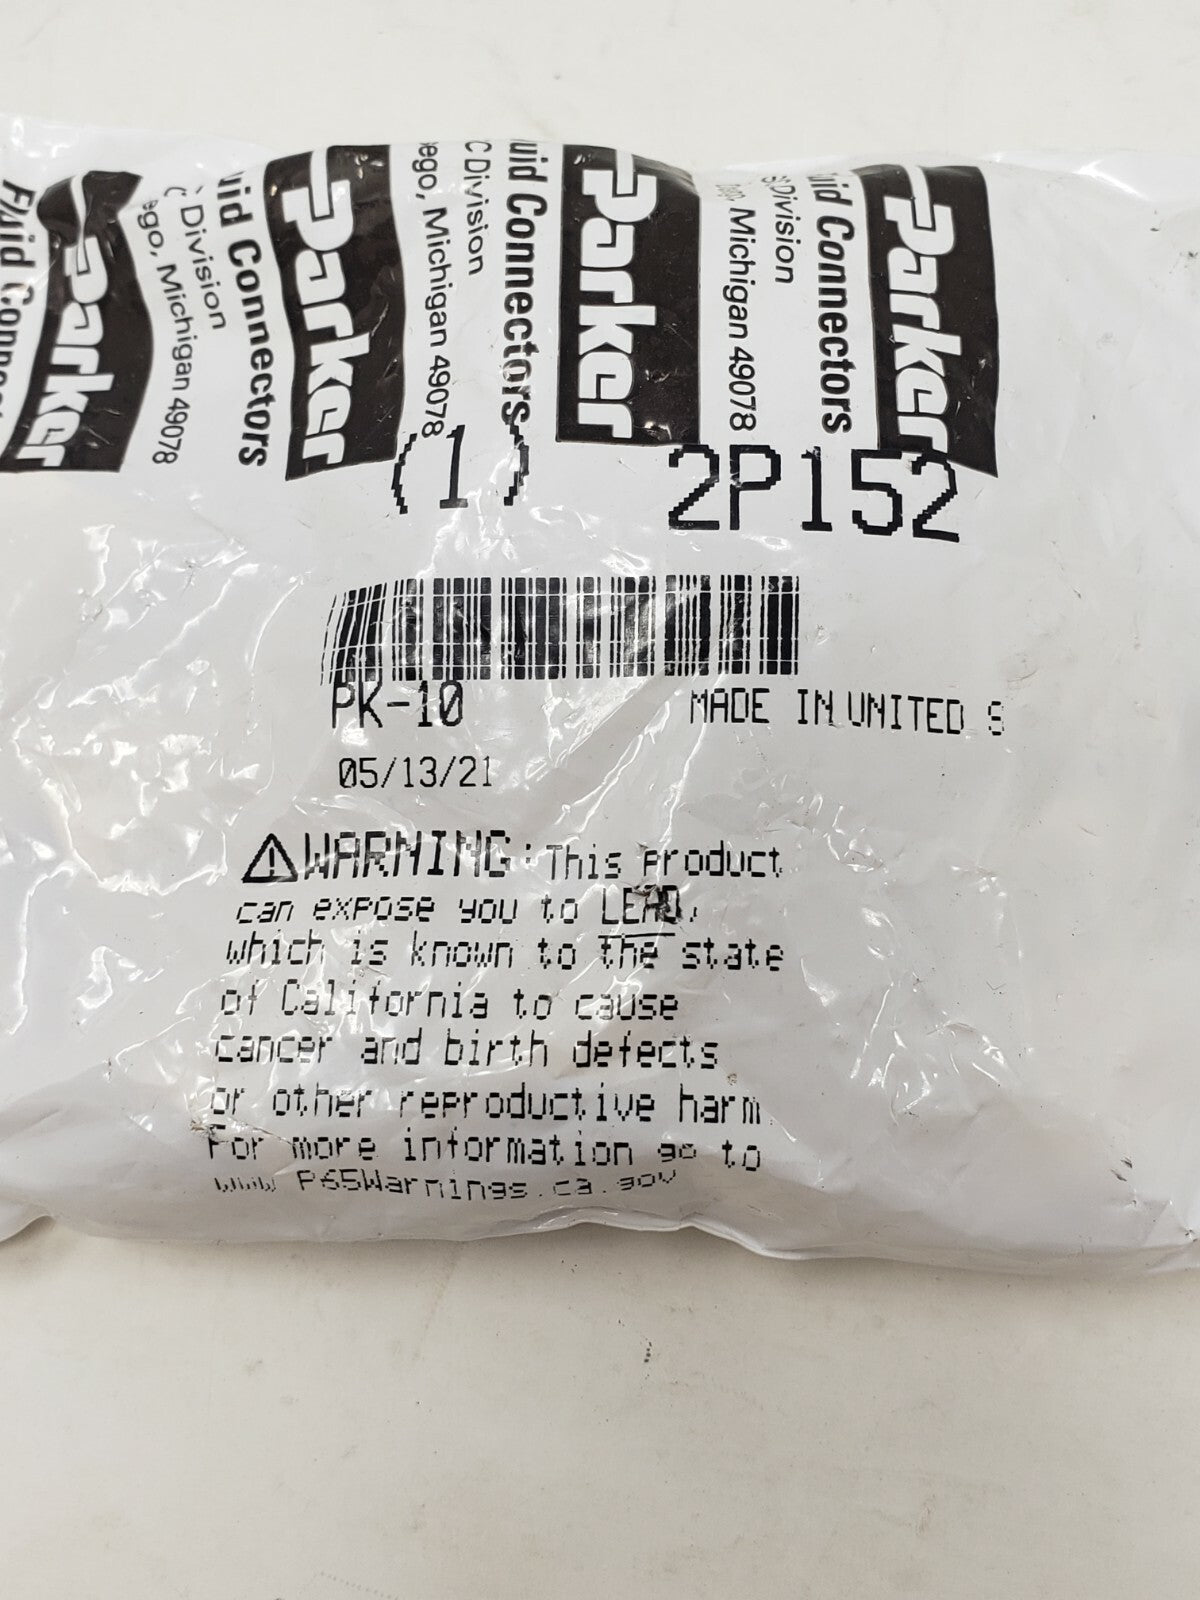 Parker
Fluid Connectors
Division
Michigan 49078
Parker
Connectors
Division
Michigan 49078
Parker
Connectors
Division
Michigan 49078
Parker
Connectors
Fluid
(1) 2P152
PK-10 MADE IN UNITED S
05/13/21
⚠WARNING: This product
can expose you to LEAD,
which is known to the state
of California to cause
cancer and birth defects
or other reproductive harm
For more information go to
www.P65Warnings.ca.gov